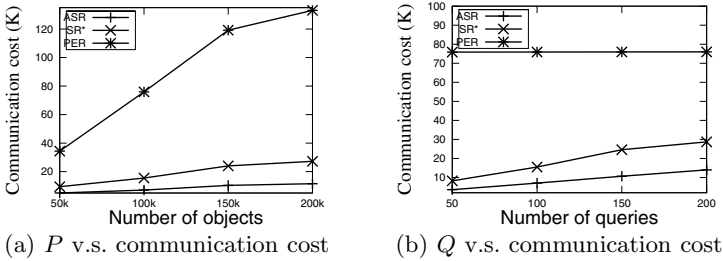 Communication cost (K)
120
100
80
60
40
20
ASR
SR*
PER
50k
100k
150k
200k
Number of objects
(a) P v.s. communication cost
Communication cost (K)
100
90
80
70
60
50
40
30
20
10
ASR
SR*
PER
50
100
150
200
Number of queries
(b) Q v.s. communication cost